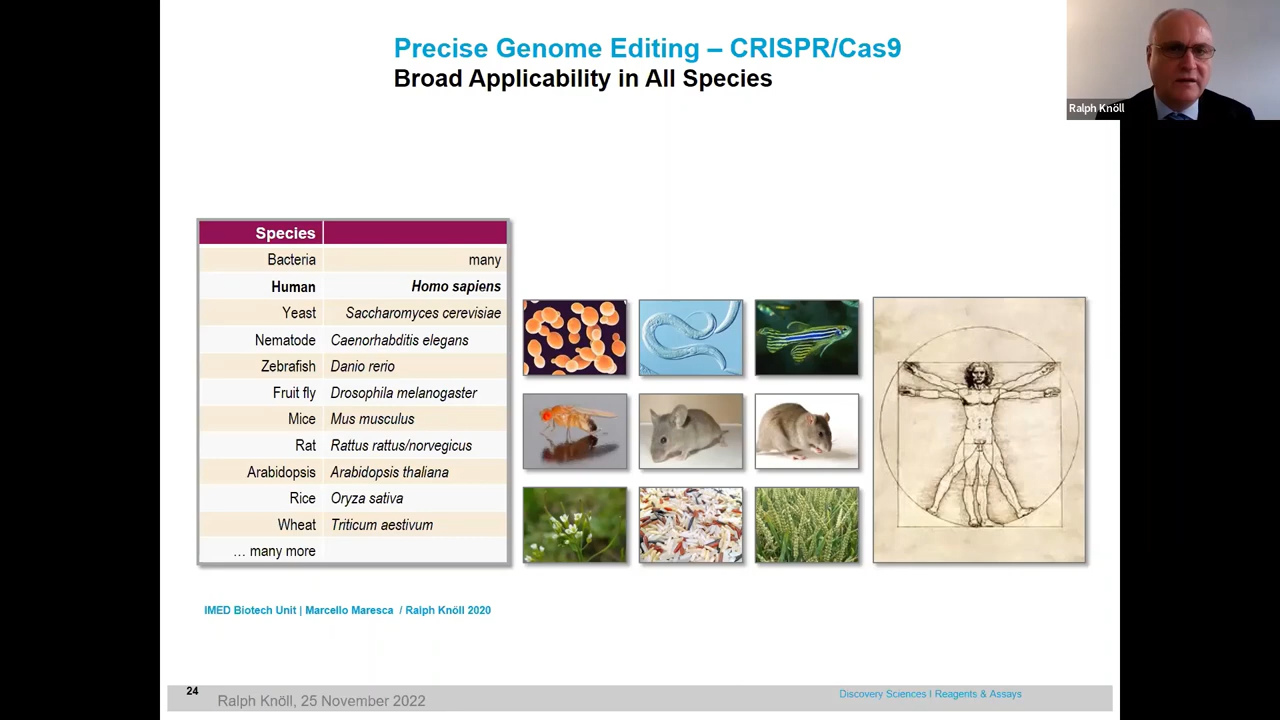 Precise Genome Editing – CRISPR/Cas9
Broad Applicability in All Species
Ralph Knöll
Species
Bacteria many
Human Homo sapiens
Yeast Saccharomyces cerevisiae
Nematode Caenorhabditis elegans
Zebrafish Danio rerio
Fruit fly Drosophila melanogaster
Mice Mus musculus
Rat Rattus rattus/norvegicus
Arabidopsis Arabidopsis thaliana
Rice Oryza sativa
Wheat Triticum aestivum
… many more
IMED Biotech Unit | Marcello Maresca / Ralph Knöll 2020
24
Ralph Knöll, 25 November 2022
Discovery Sciences I Reagents & Assays